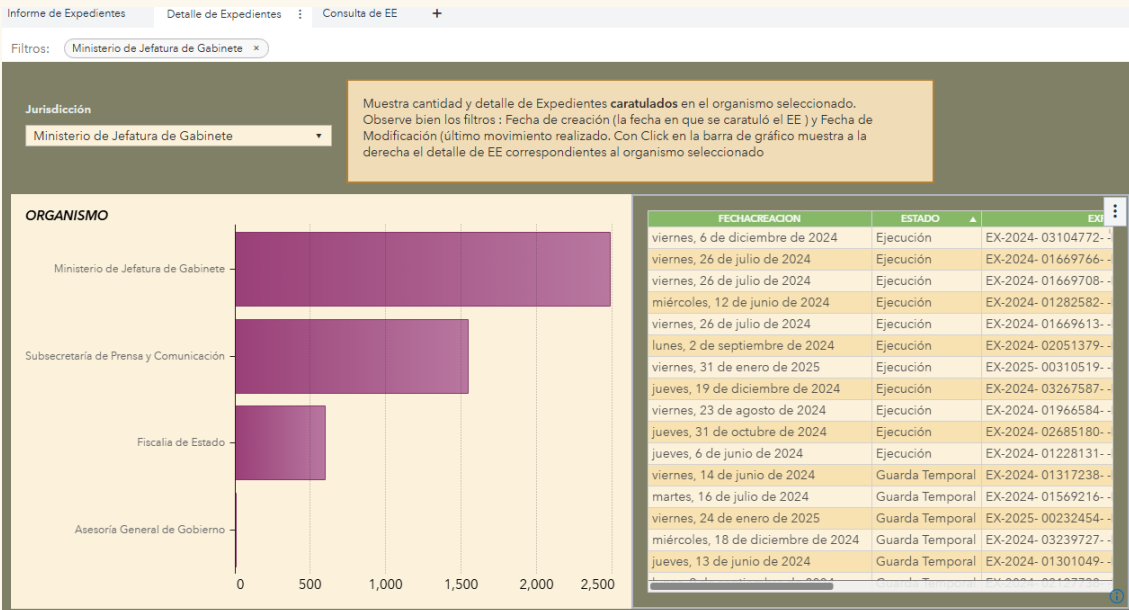 Informe de Expedientes Detalle de Expedientes Consulta de EE +
Filtros: Ministerio de Jefatura de Gabinete ×
Jurisdicción
Ministerio de Jefatura de Gabinete
Muestra cantidad y detalle de Expedientes caratulados en el organismo seleccionado.
Observe bien los filtros : Fecha de creación (la fecha en que se caratuló el EE ) y Fecha de
Modificación (último movimiento realizado. Con Click en la barra de gráfico muestra a la
derecha el detalle de EE correspondientes al organismo seleccionado
ORGANISMO
Ministerio de Jefatura de Gabinete
Subsecretaría de Prensa y Comunicación
Fiscalia de Estado
Asesoría General de Gobierno
0 500 1,000 1,500 2,000 2,500
FECHACREACION ESTADO
viernes, 6 de diciembre de 2024 Ejecución EX-2024- 03104772- -
viernes, 26 de julio de 2024 Ejecución EX-2024- 01669766- -
viernes, 26 de julio de 2024 Ejecución EX-2024- 01669708- -
miércoles, 12 de junio de 2024 Ejecución EX-2024- 01282582- -
viernes, 26 de julio de 2024 Ejecución EX-2024- 01669613- -
lunes, 2 de septiembre de 2024 Ejecución EX-2024- 02051379- -
viernes, 31 de enero de 2025 Ejecución EX-2025- 00310519- -
jueves, 19 de diciembre de 2024 Ejecución EX-2024- 03267587- -
viernes, 23 de agosto de 2024 Ejecución EX-2024- 01966584- -
jueves, 31 de octubre de 2024 Ejecución EX-2024- 02685180- -
jueves, 6 de junio de 2024 Ejecución EX-2024- 01228131- -
viernes, 14 de junio de 2024 Guarda Temporal EX-2024- 01317238- -
martes, 16 de julio de 2024 Guarda Temporal EX-2024- 01569216- -
viernes, 24 de enero de 2025 Guarda Temporal EX-2025- 00232454- -
miércoles, 18 de diciembre de 2024 Guarda Temporal EX-2024- 03239727- -
jueves, 13 de junio de 2024 Guarda Temporal EX-2024- 01301049- -